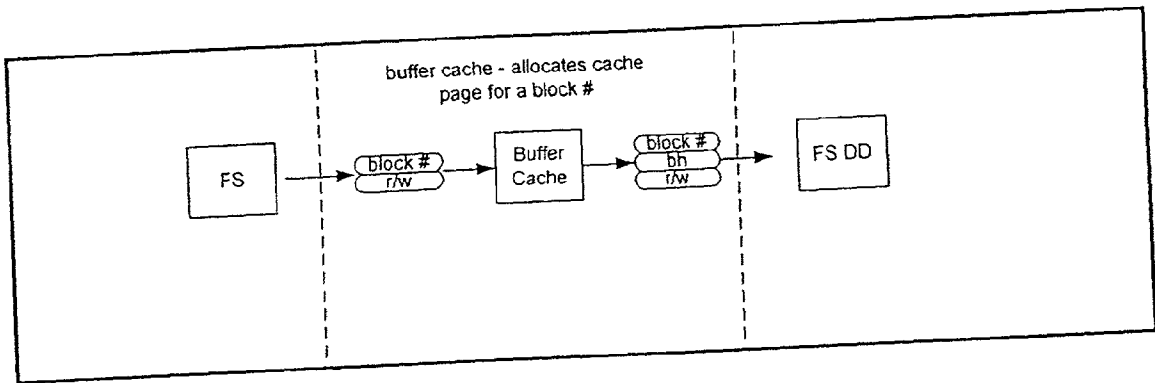 buffer cache - allocates cache
page for a block #
FS
block #
r/w
Buffer
Cache
block #
bh
r/w
FS DD